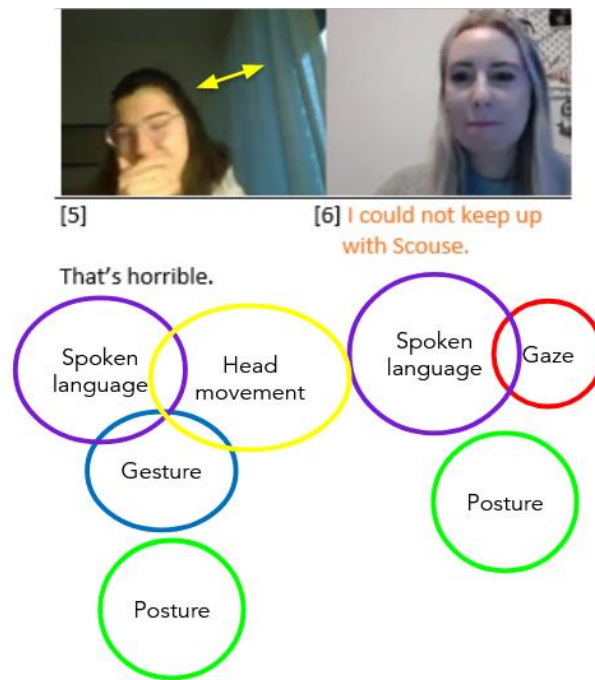 [5]
[6] I could not keep up
with Scouse.
That's horrible.
Spoken
language
Head
movement
Gesture
Posture
Spoken
language
Gaze
Posture